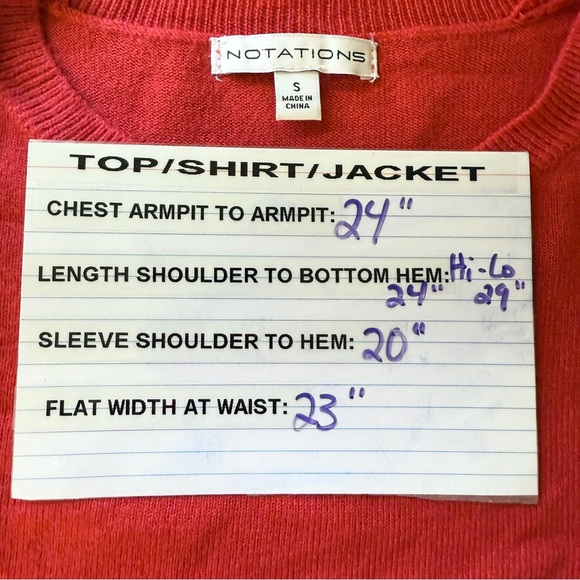 NOTATIONS
S
MADE IN
CHINA
TOP/SHIRT/JACKET
CHEST ARMPIT TO ARMPIT: 24"
LENGTH SHOULDER TO BOTTOM HEM: Hi-Lo
24" 29"
SLEEVE SHOULDER TO HEM: 20"
FLAT WIDTH AT WAIST: 23"